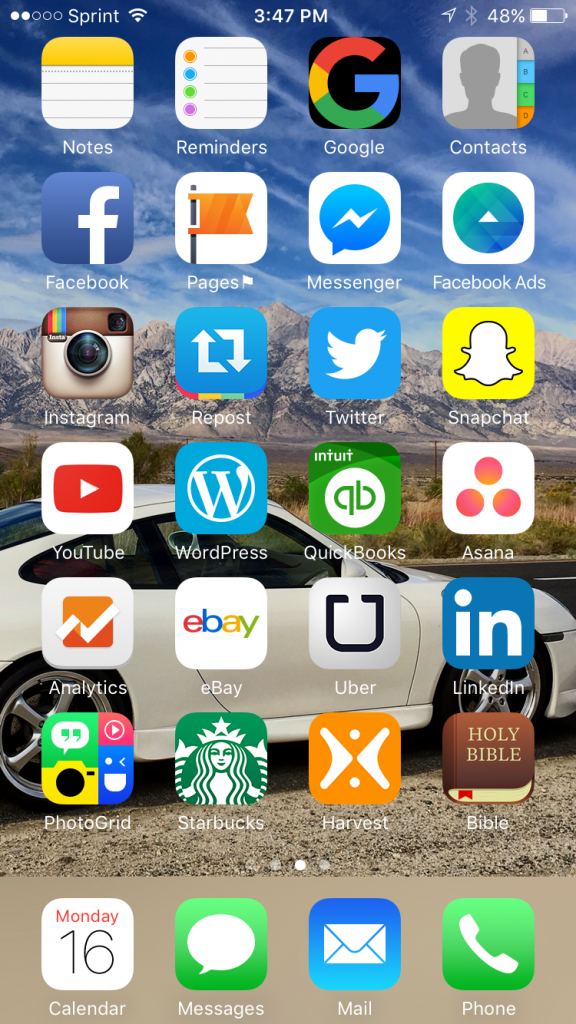 Sprint 3:47 PM 48%
A
B
C
D
Notes Reminders Google Contacts
Facebook Pages Messenger Facebook Ads
Insta
Instagram Repost Twitter Snapchat
intuit
qb
YouTube WordPress QuickBooks Asana
ebay in
Analytics eBay Uber LinkedIn
HOLY
BIBLE
PhotoGrid Starbucks Harvest Bible
Monday
16
Calendar Messages Mail Phone